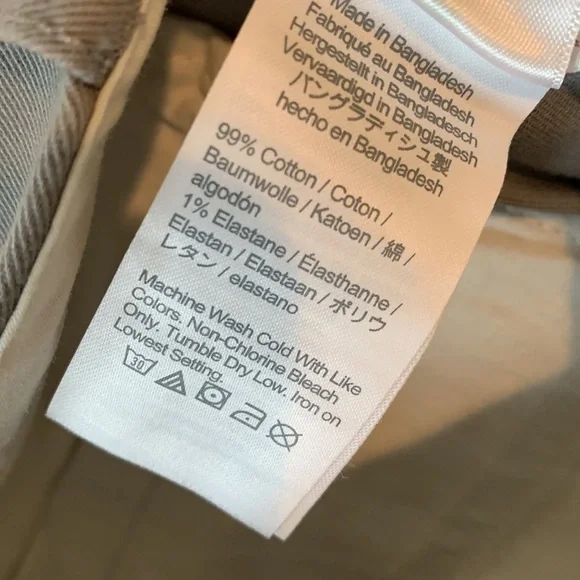 Made in Bangladesh
Fabriqué au Bangladesh
Hergestellt in Bangladesh
Vervaardigd in Bangladesch
バングラディシュ製
hecho en Bangladesh
99% Cotton / Coton /
Baumwolle / Katoen / 綿 /
algodón
1% Elastane / Élasthanne /
Elastan / Elastaan / ポリウ
レタン / elastano
Machine Wash Cold With Like
Colors. Non-Chlorine Bleach
Only. Tumble Dry Low. Iron on
Lowest Setting.
30